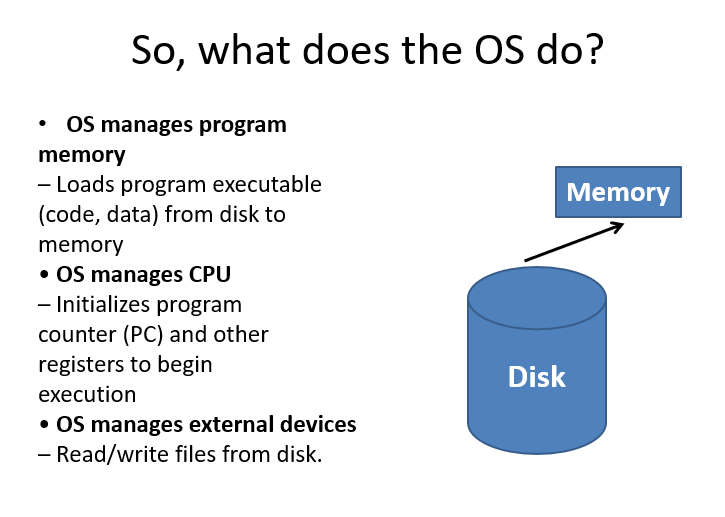 So, what does the OS do?
• OS manages program
memory
– Loads program executable
(code, data) from disk to
memory
• OS manages CPU
– Initializes program
counter (PC) and other
registers to begin
execution
• OS manages external devices
– Read/write files from disk.
Memory
Disk